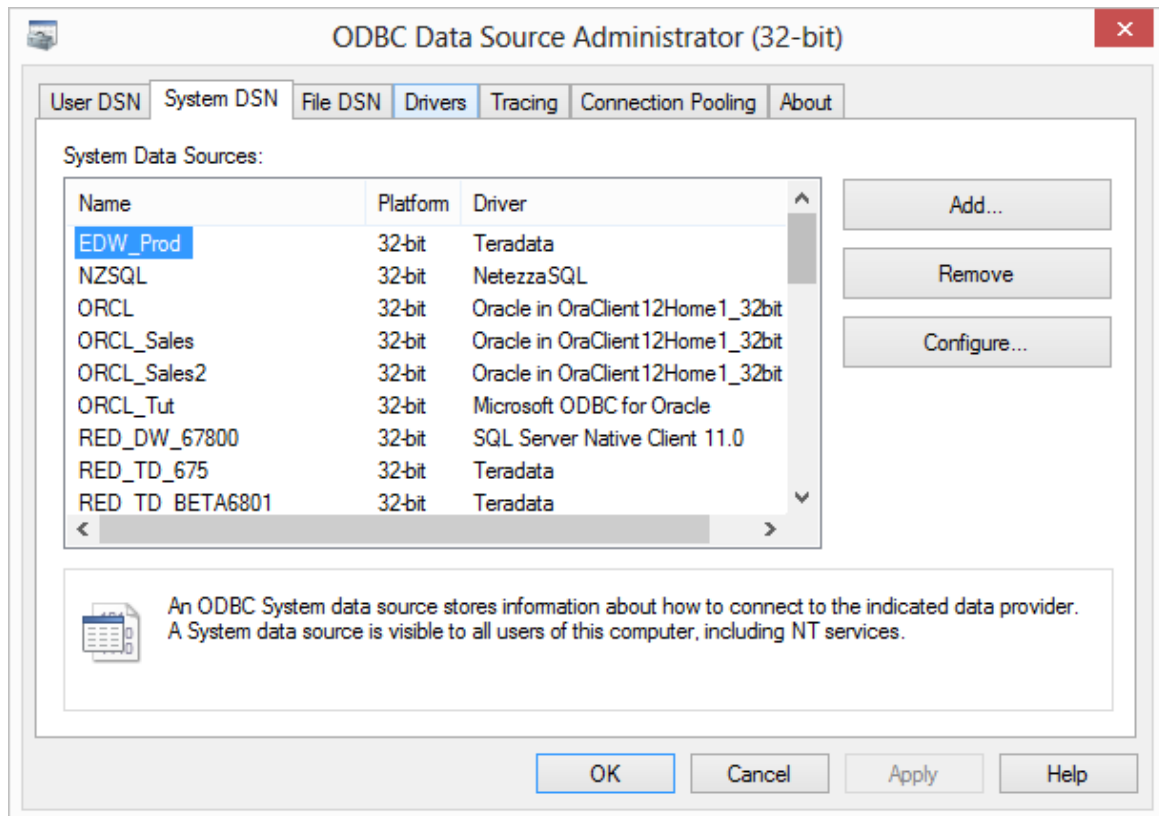 ODBC Data Source Administrator (32-bit)
User DSN System DSN File DSN Drivers Tracing Connection Pooling About
System Data Sources:
Name Platform Driver
EDW_Prod 32-bit Teradata
NZSQL 32-bit NetezzaSQL
ORCL 32-bit Oracle in OraClient12Home1_32bit
ORCL_Sales 32-bit Oracle in OraClient12Home1_32bit
ORCL_Sales2 32-bit Oracle in OraClient12Home1_32bit
ORCL_Tut 32-bit Microsoft ODBC for Oracle
RED_DW_67800 32-bit SQL Server Native Client 11.0
RED_TD_675 32-bit Teradata
RED_TD_BETA6801 32-bit Teradata
Add...
Remove
Configure...
An ODBC System data source stores information about how to connect to the indicated data provider.
A System data source is visible to all users of this computer, including NT services.
OK Cancel Apply Help